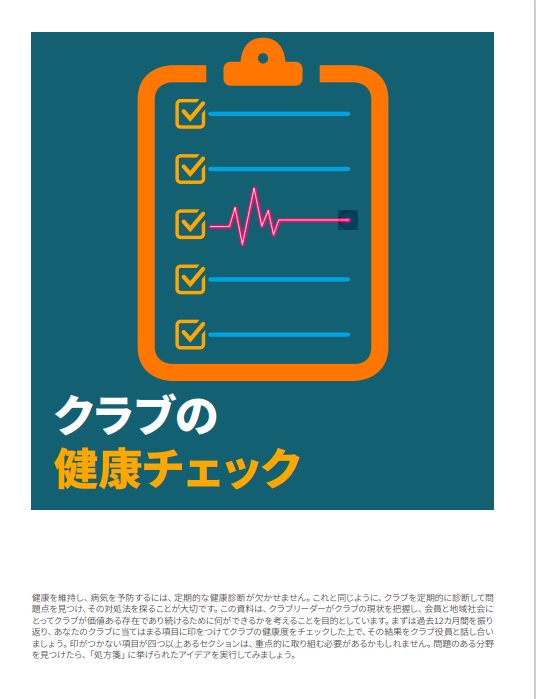 クラブの
健康チェック
健康を維持し、病気を予防するには、定期的な健康診断が欠かせません。これと同じように、クラブを定期的に診断して問
題点を見つけ、その対処法を探ることが大切です。この資料は、クラブリーダーがクラブの現状を把握し、会員と地域社会に
とってクラブが価値ある存在であり続けるために何ができるかを考えることを目的としています。まずは過去12カ月間を振り
返り、あなたのクラブに当てはまる項目に印をつけてクラブの健康度をチェックした上で、その結果をクラブ役員と話し合い
ましょう。印がつかない項目が四つ以上あるセクションは、重点的に取り組む必要があるかもしれません。問題のある分野
を見つけたら、「処方箋」に挙げられたアイデアを実行してみましょう。